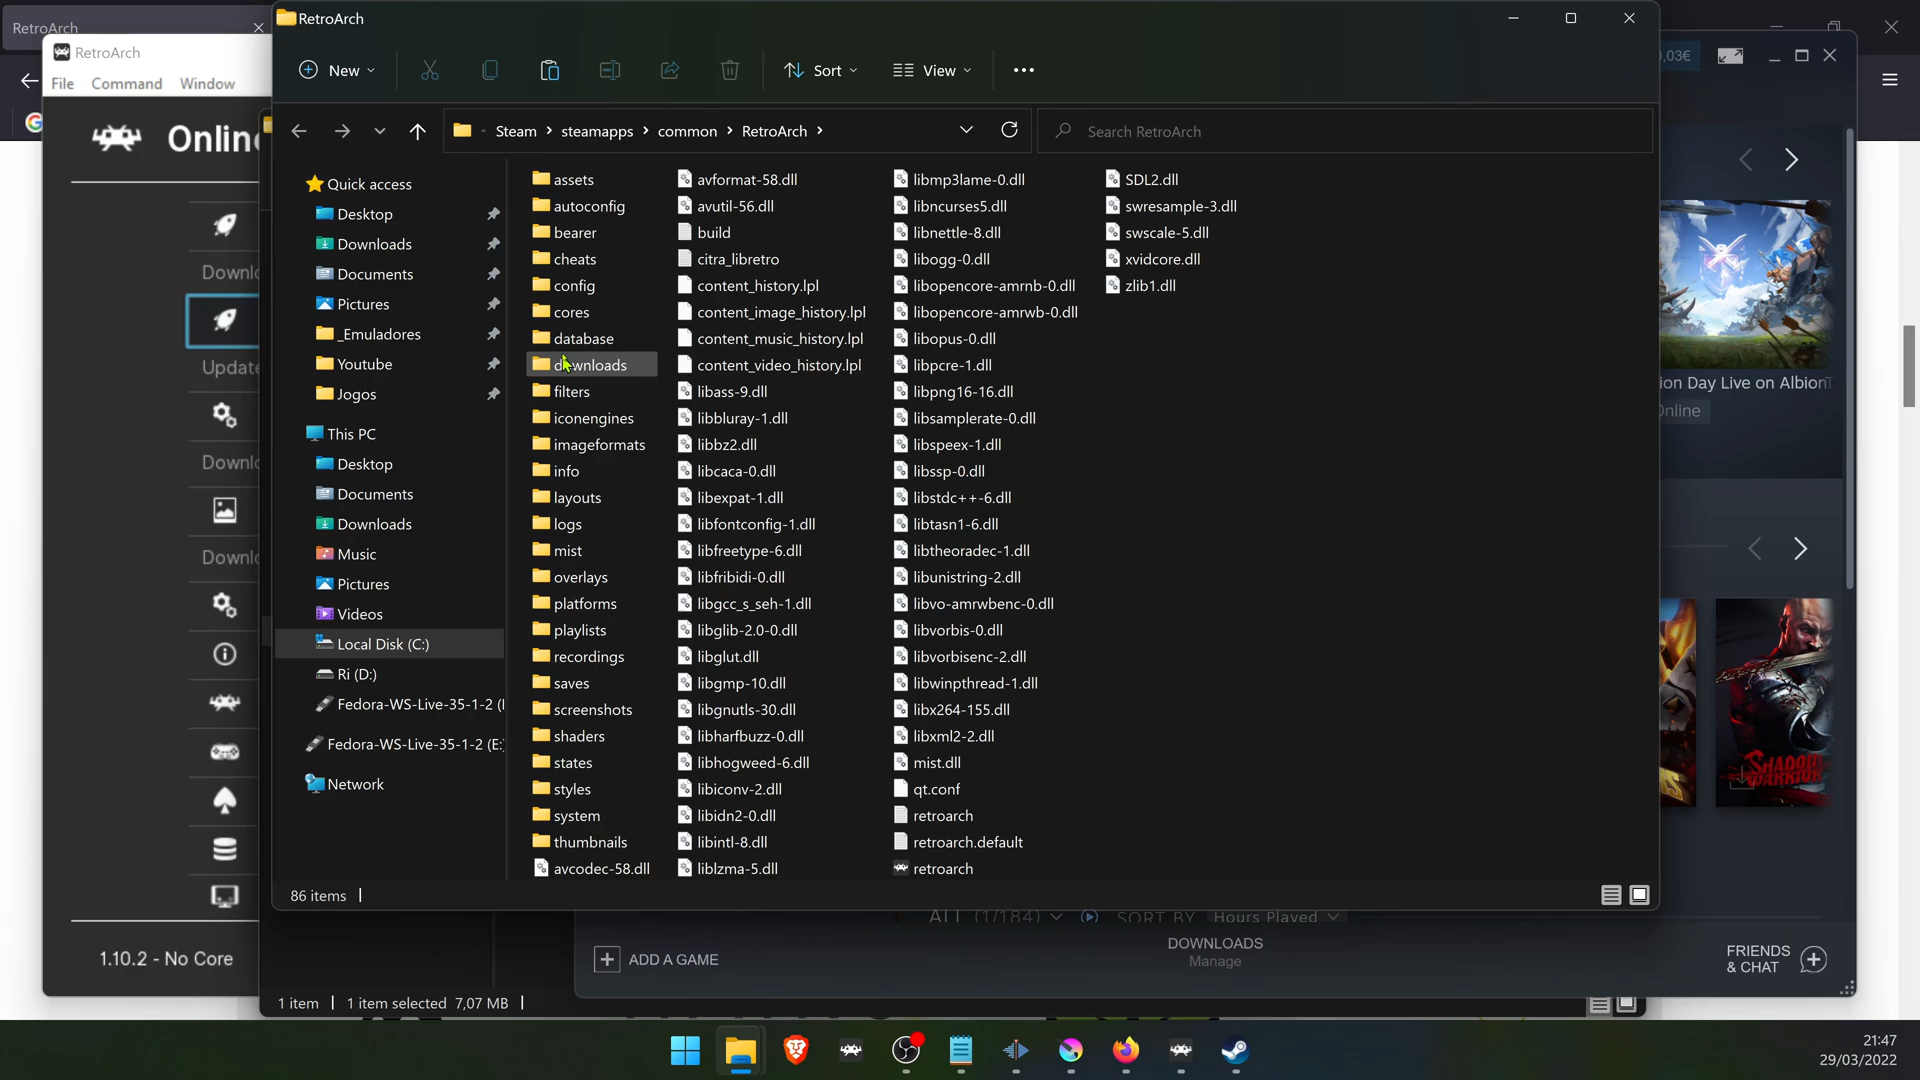 RetroArch
RetroArch
File Command Window
Online
Downlo
Update
Downlo
Downlo
1.10.2 - No Core
RetroArch
New
Sort
View
Steam > steamapps > common > RetroArch >
Search RetroArch
Quick access
Desktop
Downloads
Documents
Pictures
_Emuladores
Youtube
Jogos
This PC
Desktop
Documents
Downloads
Music
Pictures
Videos
Local Disk (C:)
Ri (D:)
Fedora-WS-Live-35-1-2 (
Fedora-WS-Live-35-1-2 (E:
Network
assets
autoconfig
bearer
cheats
config
cores
database
downloads
filters
iconengines
imageformats
info
layouts
logs
mist
overlays
platforms
playlists
recordings
saves
screenshots
shaders
states
styles
system
thumbnails
avcodec-58.dll
avformat-58.dll
avutil-56.dll
build
citra_libretro
content_history.lpl
content_image_history.lpl
content_music_history.lpl
content_video_history.lpl
libass-9.dll
libbluray-1.dll
libbz2.dll
libcaca-0.dll
libexpat-1.dll
libfontconfig-1.dll
libfreetype-6.dll
libfribidi-0.dll
libgcc_s_seh-1.dll
libglib-2.0-0.dll
libglut.dll
libgmp-10.dll
libgnutls-30.dll
libharfbuzz-0.dll
libhogweed-6.dll
libiconv-2.dll
libidn2-0.dll
libintl-8.dll
liblzma-5.dll
libmp3lame-0.dll
libncurses5.dll
libnettle-8.dll
libogg-0.dll
libopencore-amrnb-0.dll
libopencore-amrwb-0.dll
libopus-0.dll
libpcre-1.dll
libpng16-16.dll
libsamplerate-0.dll
libspeex-1.dll
libssp-0.dll
libstdc++-6.dll
libtasn1-6.dll
libtheoradec-1.dll
libunistring-2.dll
libvo-amrwbenc-0.dll
libvorbis-0.dll
libvorbisenc-2.dll
libwinpthread-1.dll
libx264-155.dll
libxml2-2.dll
mist.dll
qt.conf
retroarch
retroarch.default
retroarch
SDL2.dll
swresample-3.dll
swscale-5.dll
xvidcore.dll
zlib1.dll
86 items
,03€
ion Day Live on Albion
Online
SHADOW
WARRIOR
ALL (1/184) SORT BY Hours Played
ADD A GAME
DOWNLOADS
Manage
FRIENDS
& CHAT
1 item 1 item selected 7,07 MB
21:47
29/03/2022